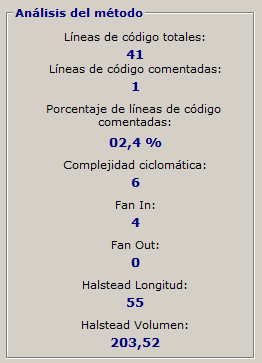 Análisis del método
Líneas de código totales:
41
Líneas de código comentadas:
1
Porcentaje de líneas de código
comentadas:
02,4 %
Complejidad ciclomática:
6
Fan In:
4
Fan Out:
0
Halstead Longitud:
55
Halstead Volumen:
203,52